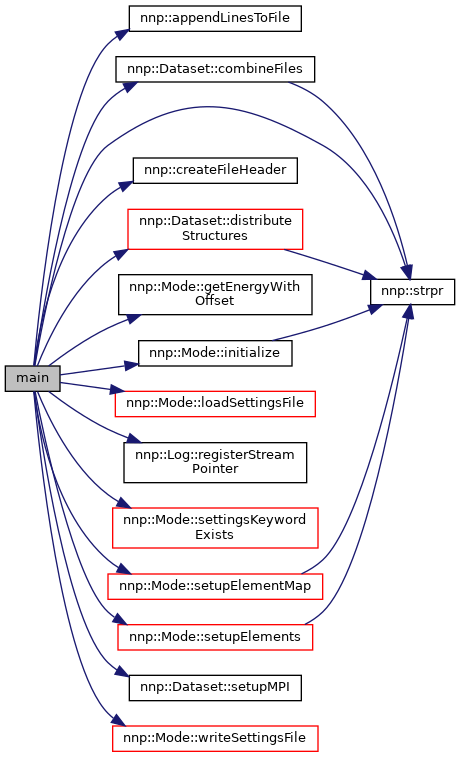 nnp::appendLinesToFile
nnp::Dataset::combineFiles
nnp::createFileHeader
nnp::Dataset::distribute
Structures
nnp::Mode::getEnergyWith
Offset
nnp::strpr
nnp::Mode::initialize
main
nnp::Mode::loadSettingsFile
nnp::Log::registerStream
Pointer
nnp::Mode::settingsKeyword
Exists
nnp::Mode::setupElementMap
nnp::Mode::setupElements
nnp::Dataset::setupMPI
nnp::Mode::writeSettingsFile